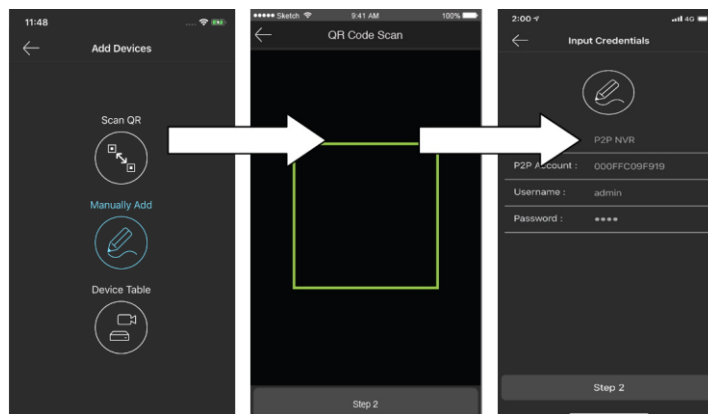 11:48
Add Devices
Scan QR
Manually Add
Device Table
Sketch 9:41 AM 100%
QR Code Scan
Step 2
2:00 4G
Input Credentials
P2P NVR
P2P Account : 000FFC09F919
Username : admin
Password : ****
Step 2